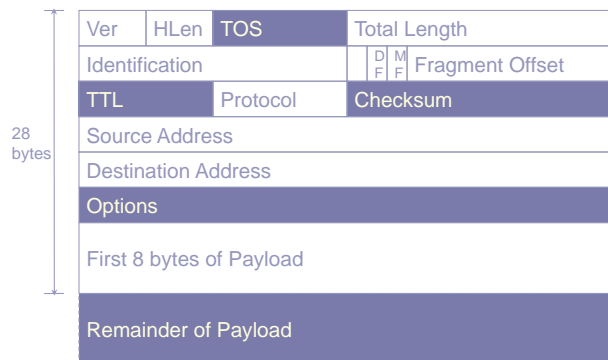 Ver HLen TOS Total Length
Identification D F M F Fragment Offset
TTL Protocol Checksum
28 bytes
Source Address
Destination Address
Options
First 8 bytes of Payload
Remainder of Payload